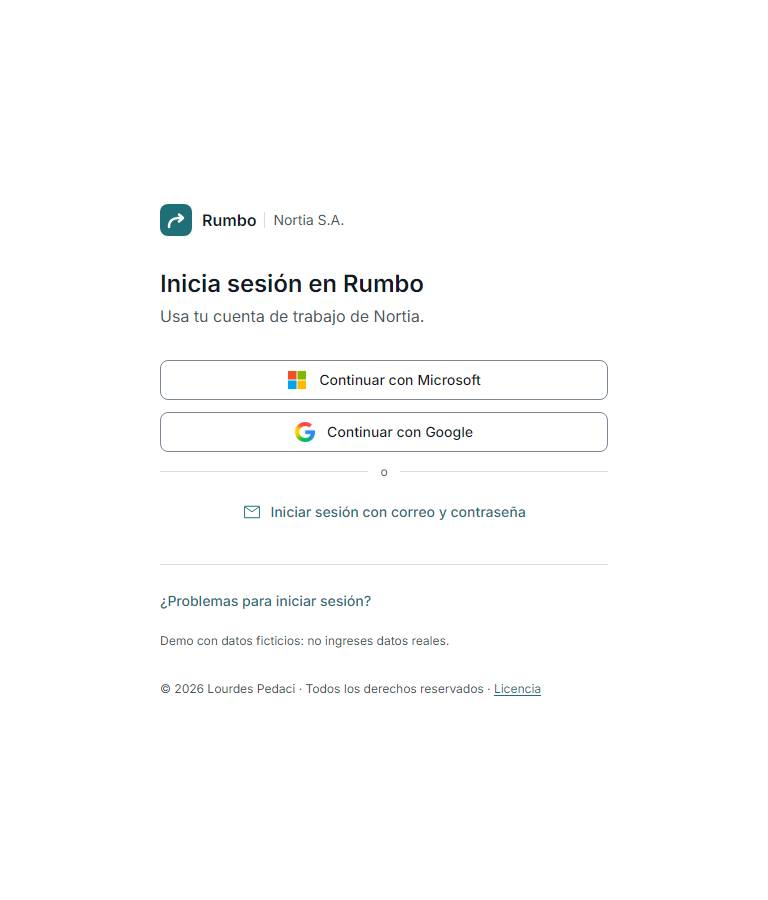 Rumbo | Nortia S.A.
Inicia sesión en Rumbo
Usa tu cuenta de trabajo de Nortia.
Continuar con Microsoft
Continuar con Google
o
Iniciar sesión con correo y contraseña
¿Problemas para iniciar sesión?
Demo con datos ficticios: no ingreses datos reales.
© 2026 Lourdes Pedaci · Todos los derechos reservados · Licencia